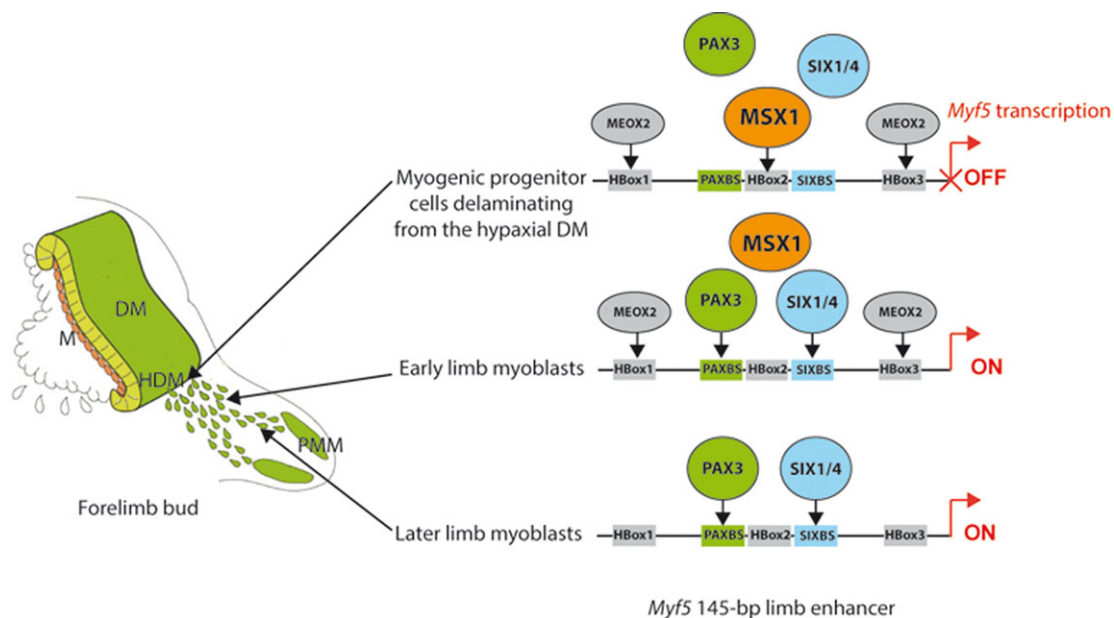 PAX3
SIX1/4
MSX1
MEOX2
MEOX2
Myf5 transcription
HBox1
PAXBS
HBox2
SIXBS
HBox3
OFF
Myogenic progenitor
cells delaminating
from the hypaxial DM
MSX1
PAX3
SIX1/4
MEOX2
MEOX2
HBox1
PAXBS
HBox2
SIXBS
HBox3
ON
Early limb myoblasts
DM
M
HDM
PMM
Forelimb bud
PAX3
SIX1/4
Later limb myoblasts
HBox1
PAXBS
HBox2
SIXBS
HBox3
ON
Myf5 145-bp limb enhancer